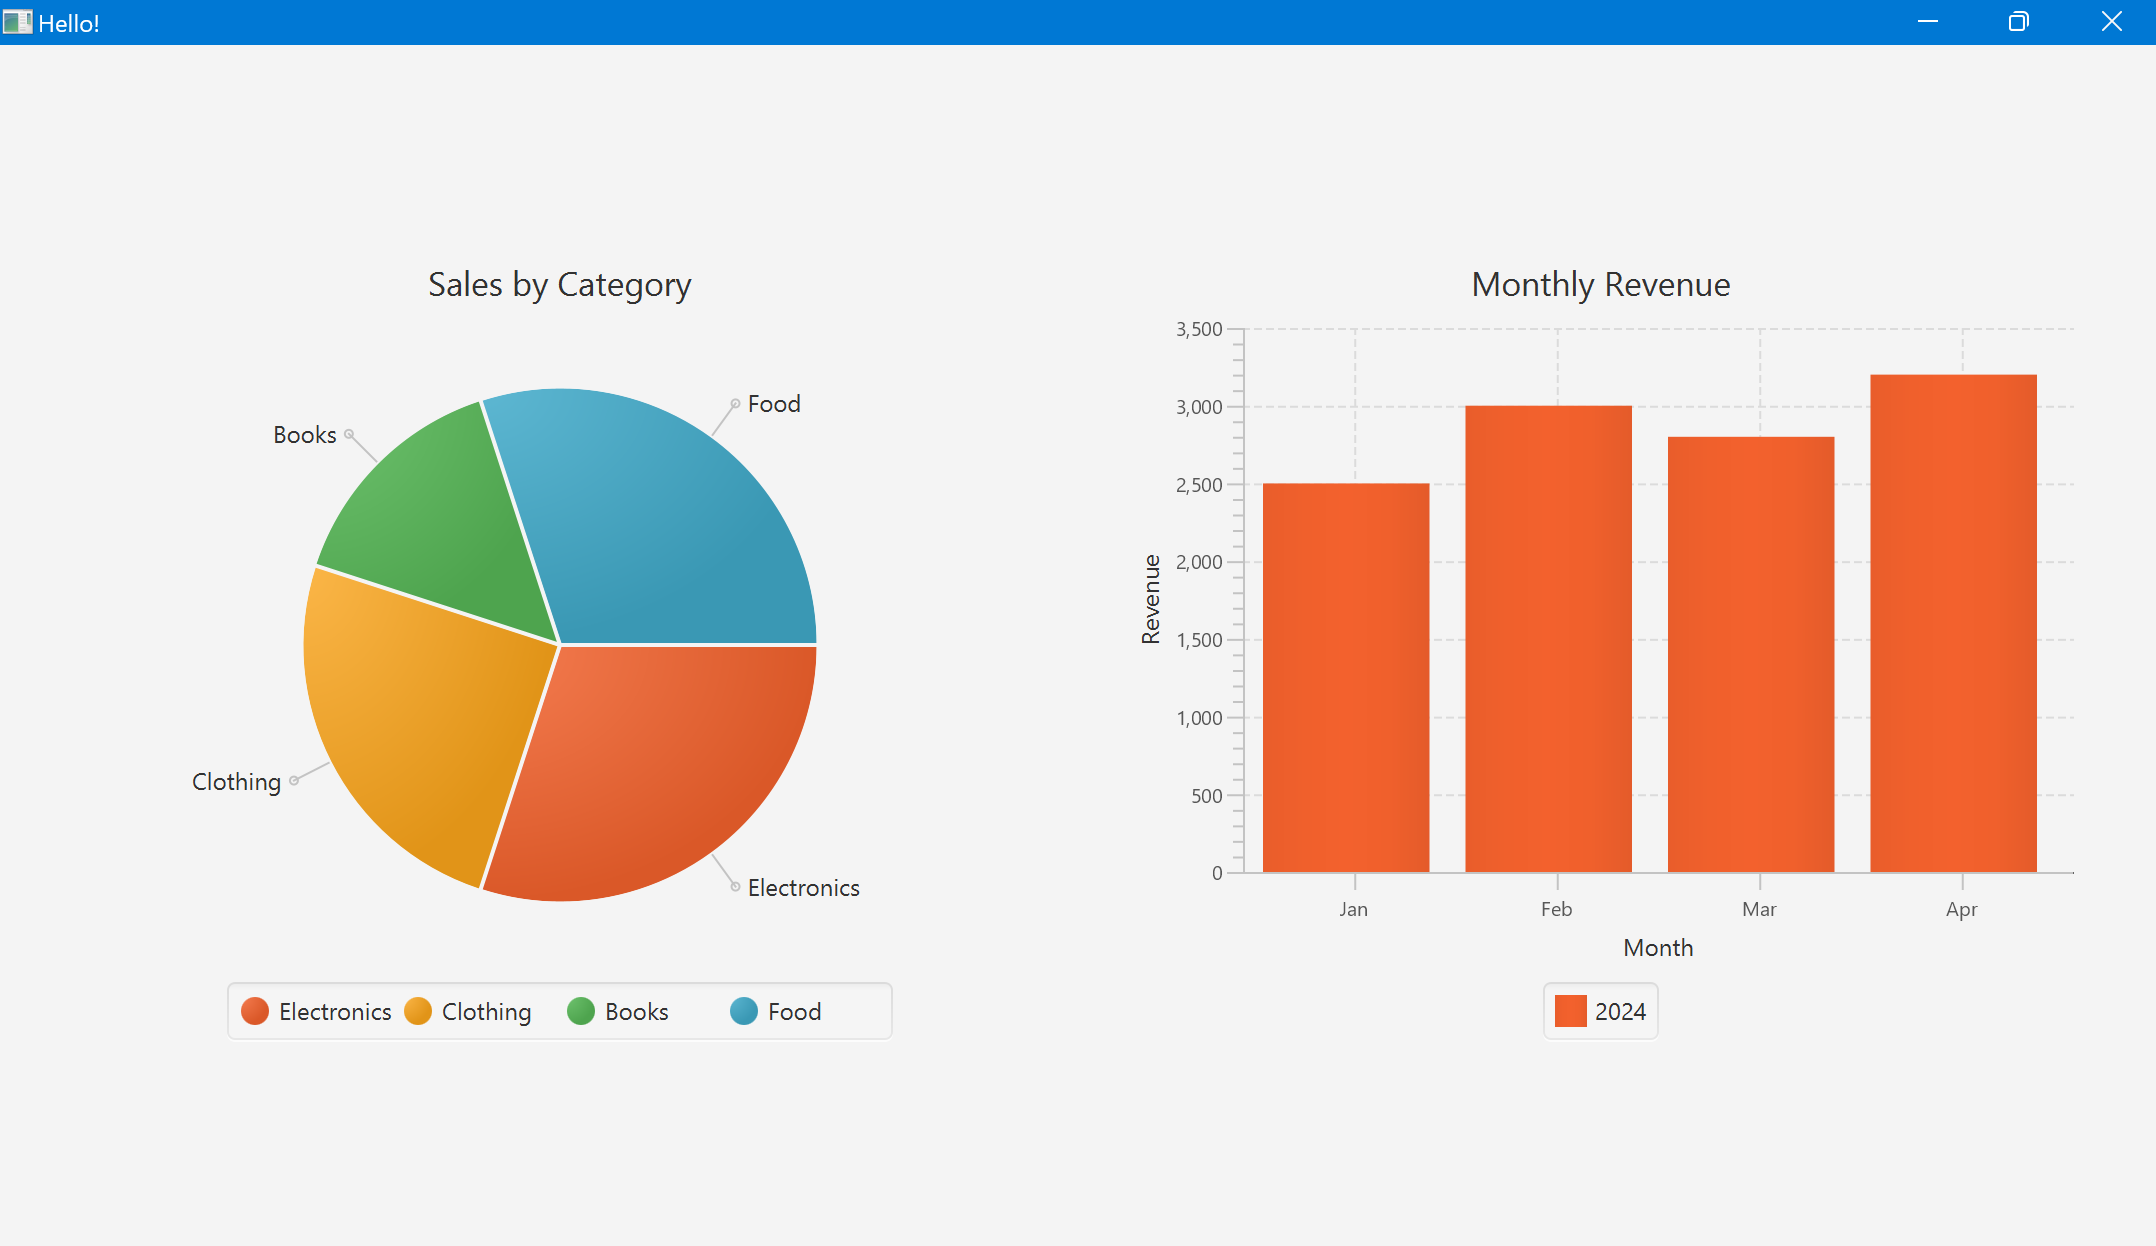 Hello!
Sales by Category
Food
Books
Clothing
Electronics
Electronics Clothing Books Food
Monthly Revenue
3,500
3,000
2,500
2,000
1,500
1,000
500
0
Revenue
Jan Feb Mar Apr
Month
2024